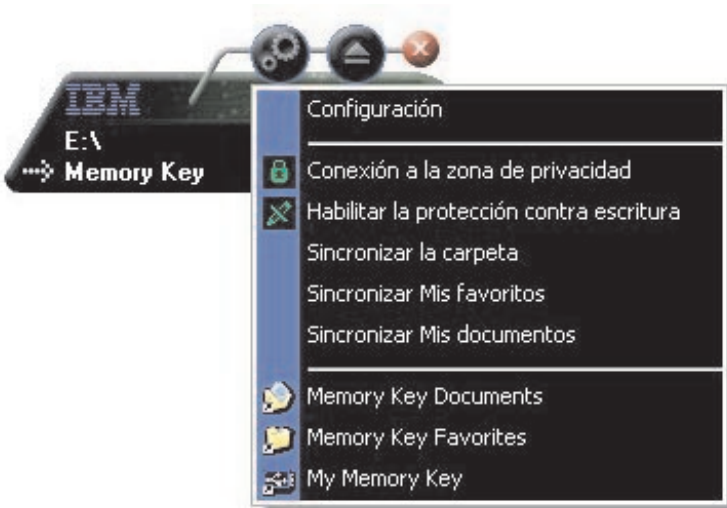 IBM
E:\
Memory Key
Configuración
Conexión a la zona de privacidad
Habilitar la protección contra escritura
Sincronizar la carpeta
Sincronizar Mis favoritos
Sincronizar Mis documentos
Memory Key Documents
Memory Key Favorites
My Memory Key